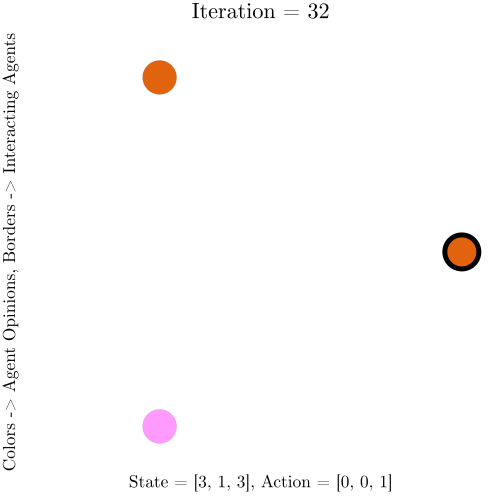 Iteration = 32
Colors -> Agent Opinions, Borders -> Interacting Agents
State = [3, 1, 3], Action = [0, 0, 1]